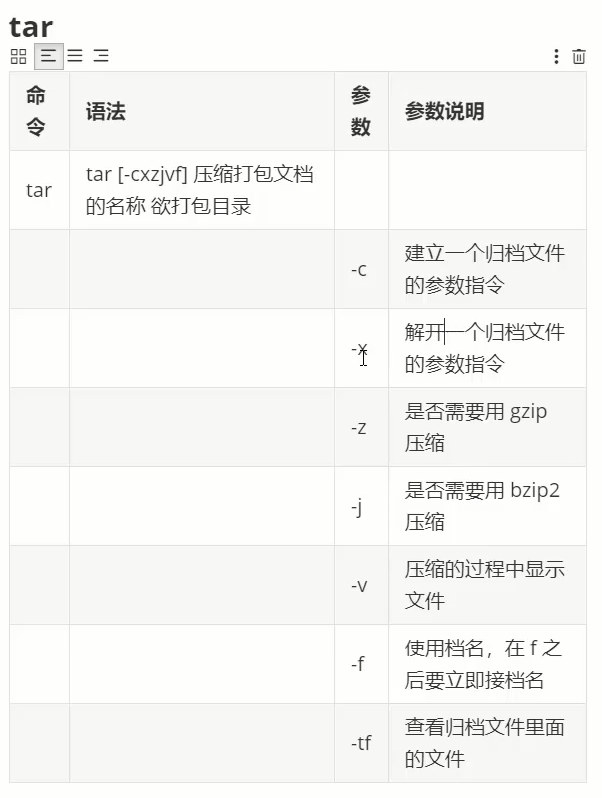 tar
命
令
语法
参
数
参数说明
tar
tar [-cxzjvf] 压缩打包文档
的名称 欲打包目录
-c
建立一个归档文件
的参数指令
-x
解开一个归档文件
的参数指令
-z
是否需要用 gzip
压缩
-j
是否需要用 bzip2
压缩
-v
压缩的过程中显示
文件
-f
使用档名，在 f 之
后要立即接档名
-tf
查看归档文件里面
的文件